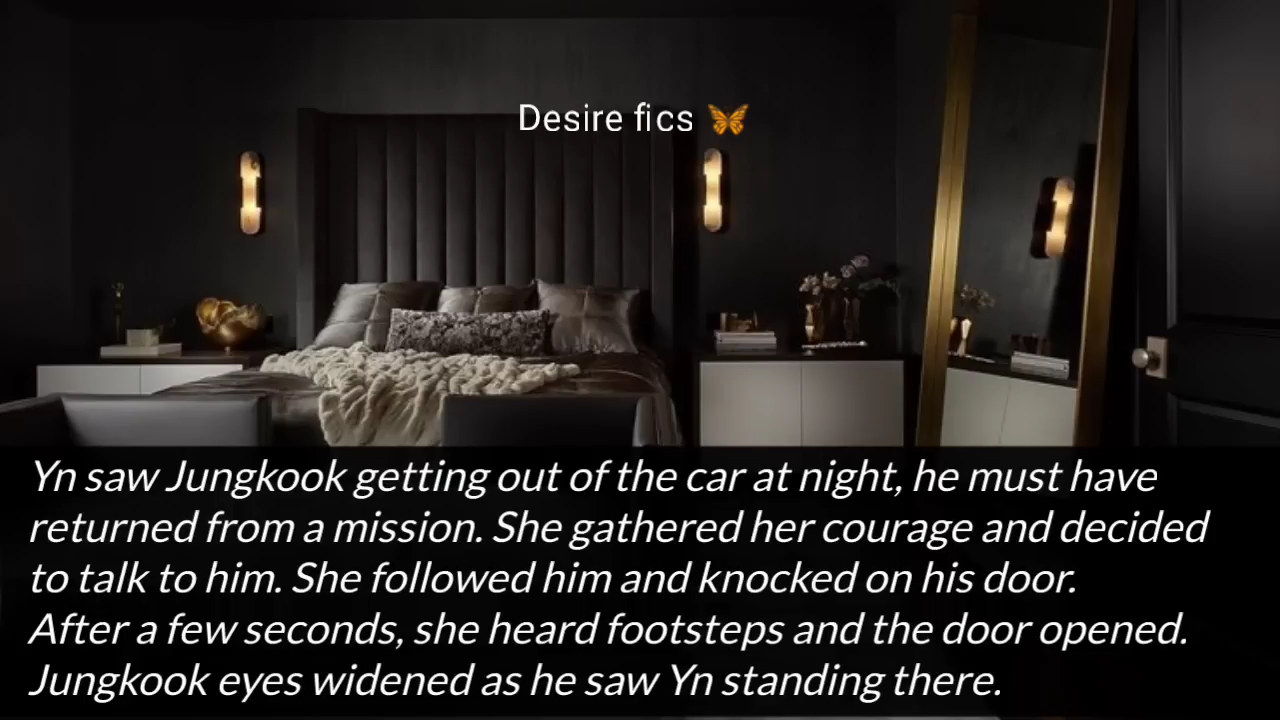 Desire fics 🦋
Yn saw Jungkook getting out of the car at night, he must have
returned from a mission. She gathered her courage and decided
to talk to him. She followed him and knocked on his door.
After a few seconds, she heard footsteps and the door opened.
Jungkook eyes widened as he saw Yn standing there.